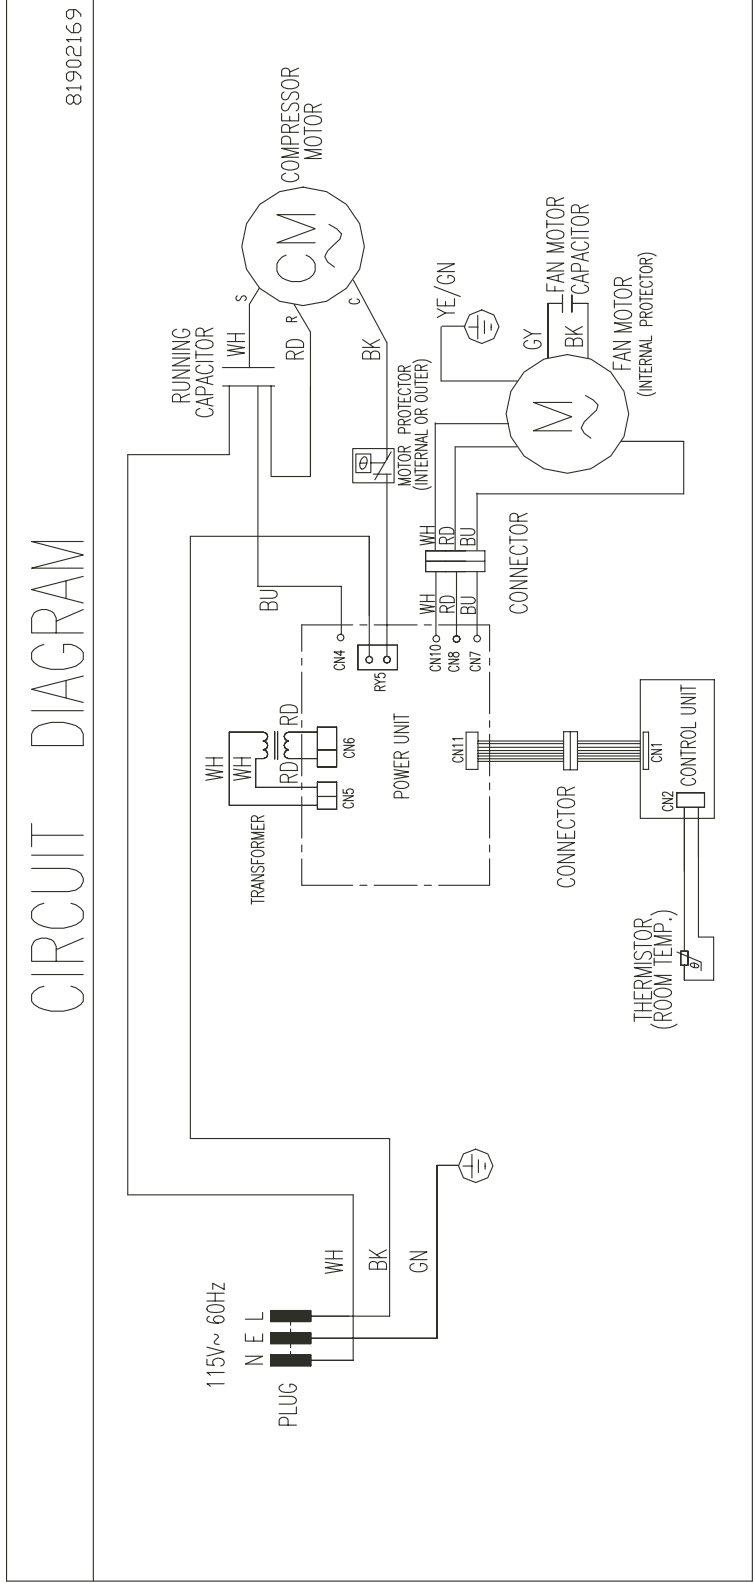 CIRCUIT DIAGRAM
81902169
115V~ 60Hz
N E L
PLUG
WH
BK
GN
TRANSFORMER
WH
WH
RD
RD
CN5
CN6
POWER UNIT
CN4
RY5
CN10
CN8
CN7
CN11
BU
RUNNING
CAPACITOR
WH
RD
BK
S
R
C
CM
COMPRESSOR
MOTOR
MOTOR PROTECTOR
(INTERNAL OR OUTER)
WH
RD
BU
WH
RD
BU
CONNECTOR
YE/GN
M
GY
BK
FAN MOTOR
CAPACITOR
FAN MOTOR
(INTERNAL PROTECTOR)
CONNECTOR
CN1
CN2
CONTROL UNIT
THERMISTOR
(ROOM TEMP.)
θ